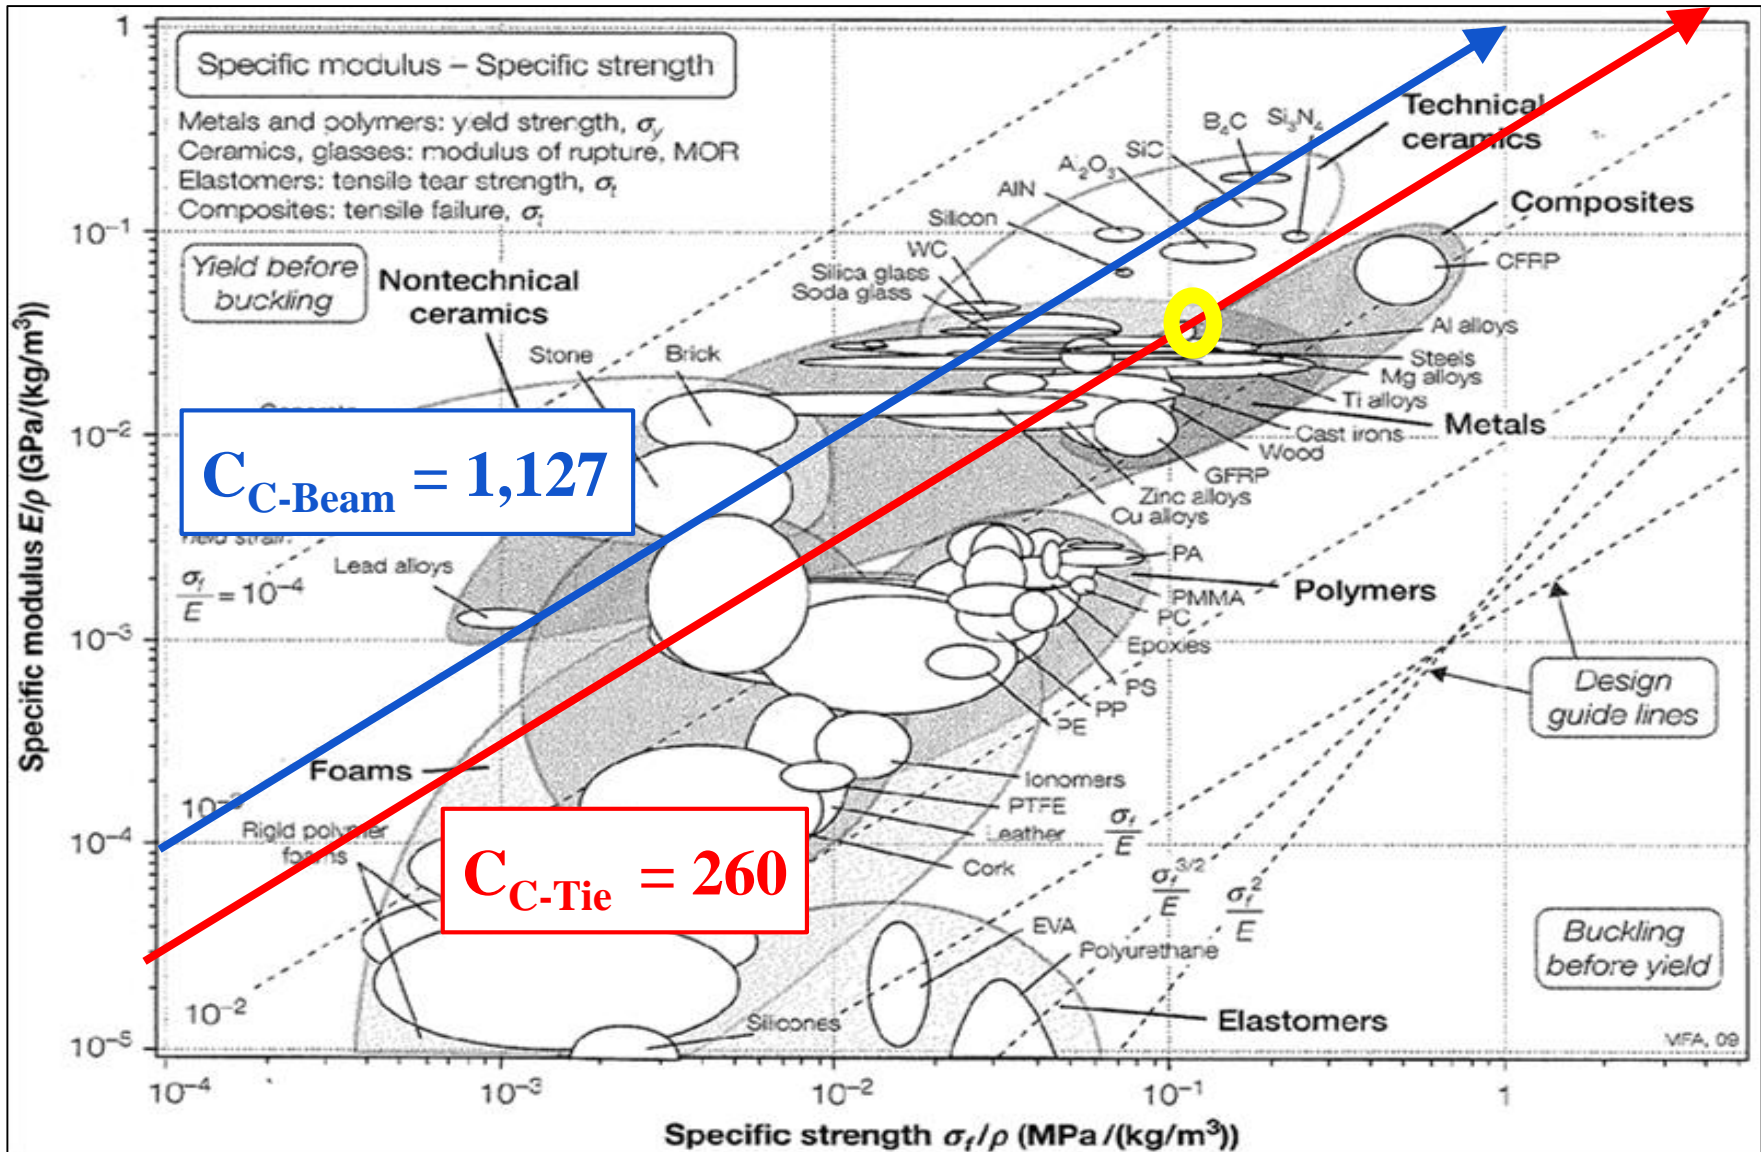 Specific modulus – Specific strength
Metals and polymers: yield strength, σy
Ceramics, glasses: modulus of rupture, MOR
Elastomers: tensile tear strength, σt
Composites: tensile failure, σt
Yield before
buckling
Nontechnical
ceramics
Technical
ceramics
Composites
B₄C
Si₃N₄
SiC
Al₂O₃
AlN
Silicon
WC
Silica glass
Soda glass
CFRP
Stone
Brick
Al alloys
Steels
Mg alloys
Ti alloys
Metals
Cast irons
Wood
GFRP
Zinc alloys
Cu alloys
C C-Beam = 1,127
Yield strain
σf/E = 10⁻⁴
Lead alloys
PA
Polymers
PMMA
PC
Epoxies
PS
PP
PE
Design
guide lines
Foams
Ionomers
PTFE
Leather
Cork
10⁻³
Rigid polymer
foams
C C-Tie = 260
σf/E
σf^3/2/E
σf²/E
EVA
Polyurethane
Buckling
before yield
10⁻²
Silicones
Elastomers
MFA, 09
Specific modulus E/ρ (GPa/(kg/m³))
1
10⁻¹
10⁻²
10⁻³
10⁻⁴
10⁻⁵
10⁻⁴
10⁻³
10⁻²
10⁻¹
1
Specific strength σf/ρ (MPa/(kg/m³))